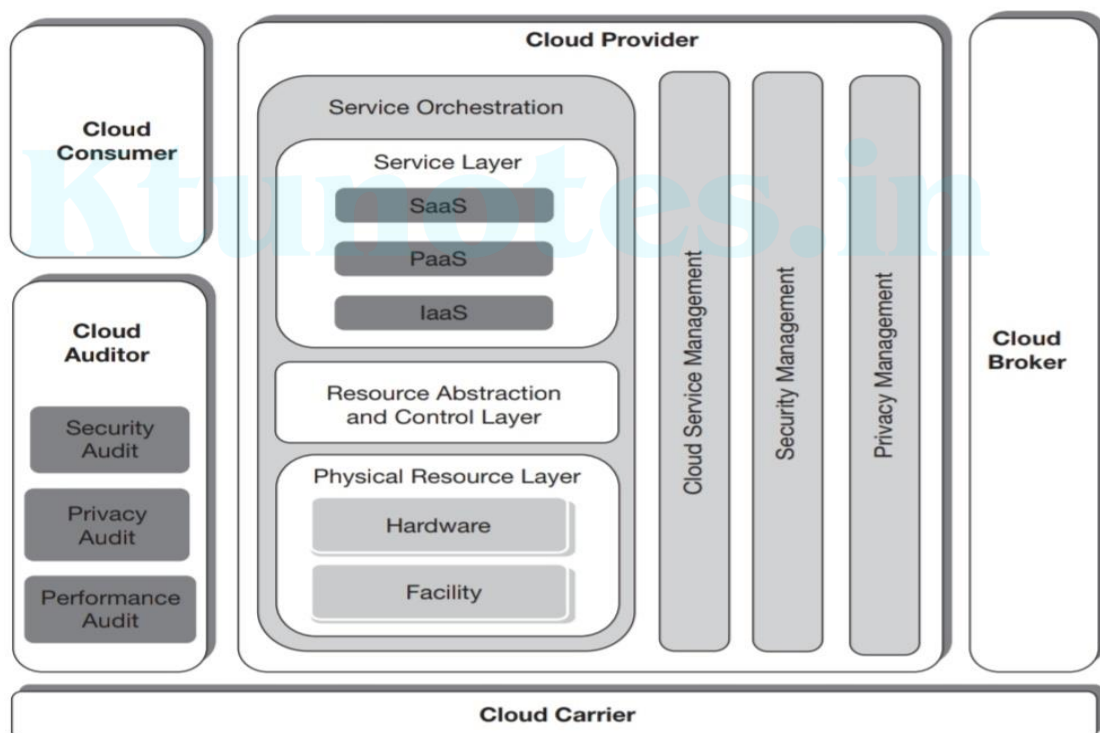 Cloud
Consumer
Cloud
Auditor
Security
Audit
Privacy
Audit
Performance
Audit
Cloud Provider
Service Orchestration
Service Layer
SaaS
PaaS
IaaS
Resource Abstraction
and Control Layer
Physical Resource Layer
Hardware
Facility
Cloud Service Management
Security Management
Privacy Management
Cloud
Broker
Cloud Carrier
Ktunotes.in